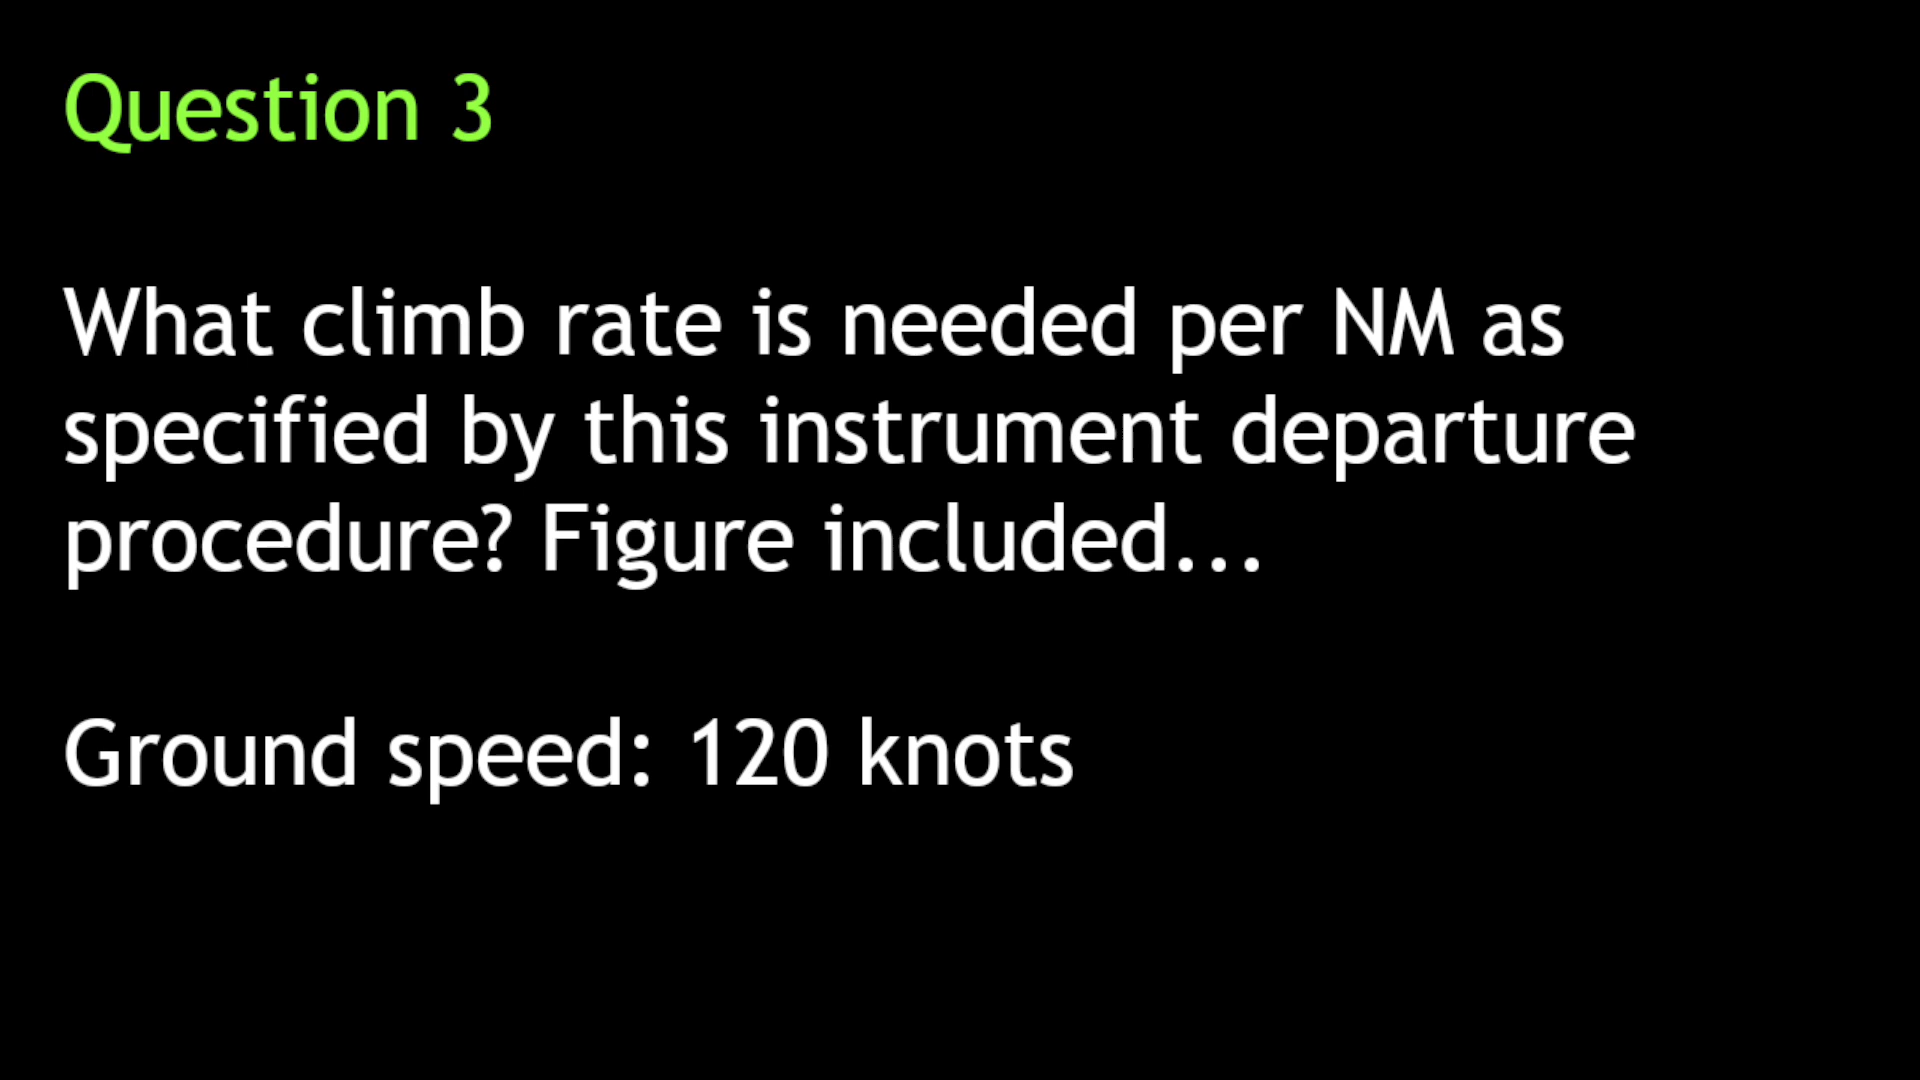 Question 3
What climb rate is needed per NM as
specified by this instrument departure
procedure? Figure included...
Ground speed: 120 knots